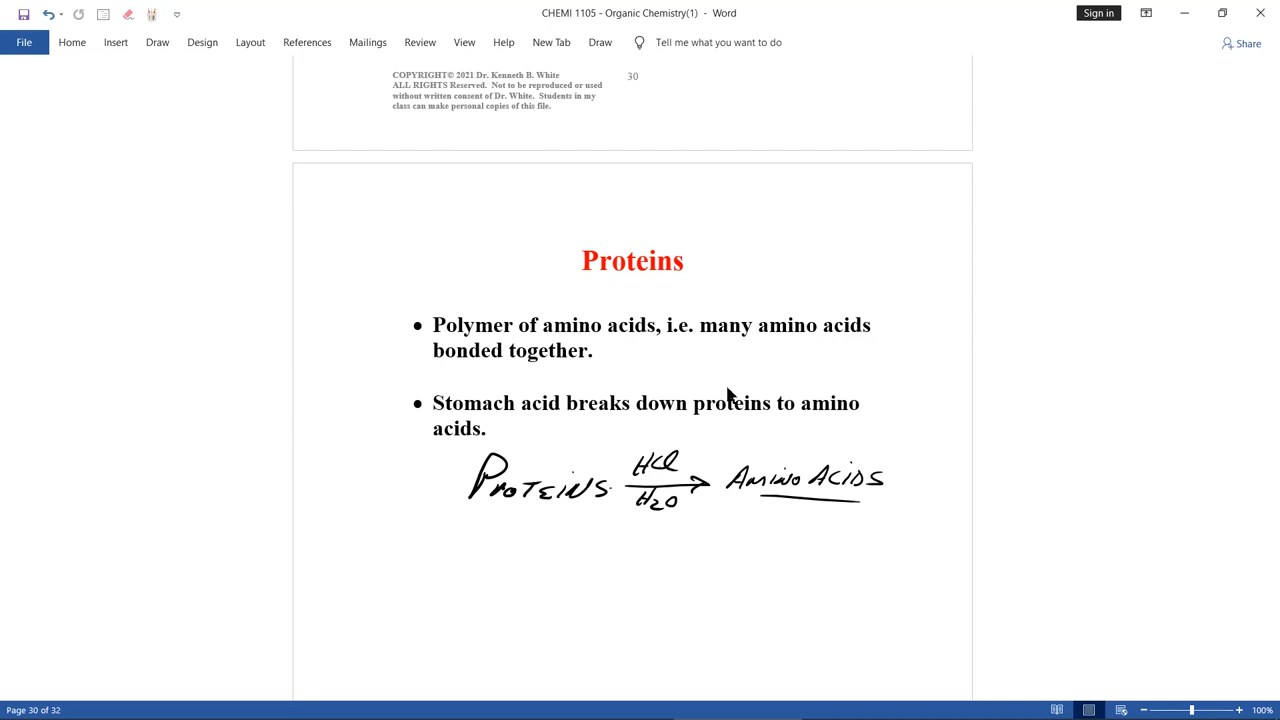 CHEMI 1105 - Organic Chemistry(1) - Word
Sign in
File Home Insert Draw Design Layout References Mailings Review View Help New Tab Draw Tell me what you want to do Share
COPYRIGHT© 2021 Dr. Kenneth B. White
30
ALL RIGHTS Reserved. Not to be reproduced or used
without written consent of Dr. White. Students in my
class can make personal copies of this file.
Proteins
• Polymer of amino acids, i.e. many amino acids
bonded together.
• Stomach acid breaks down proteins to amino
acids.
HCl
PROTEINS → AMINO ACIDS
H2O
Page 30 of 32
100%